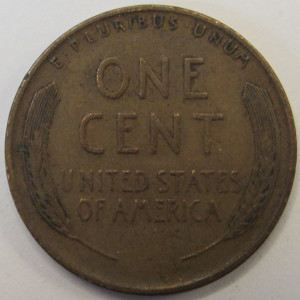 E·PLURIBUS·UNUM
ONE
CENT
UNITED STATES
OF AMERICA